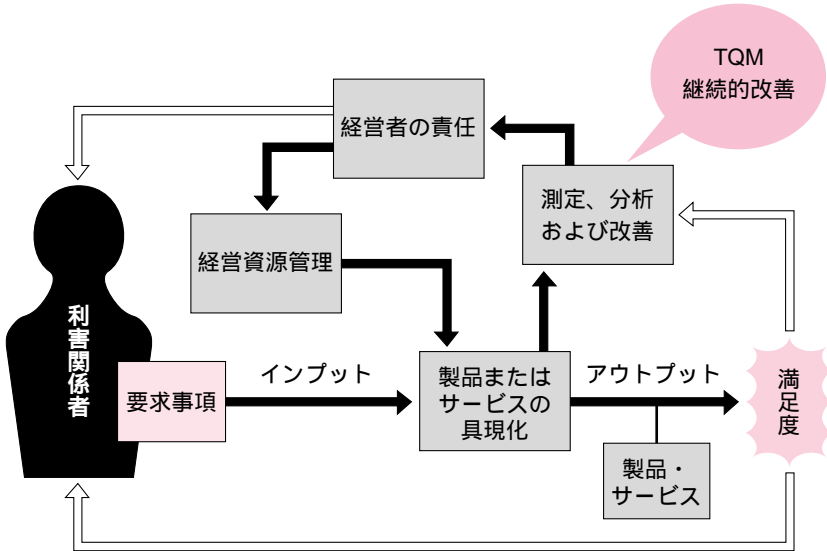 TQM
継続的改善
経営者の責任
測定、分析
および改善
経営資源管理
利害関係者
要求事項
インプット
製品または
サービスの
具現化
アウトプット
製品・
サービス
満足度